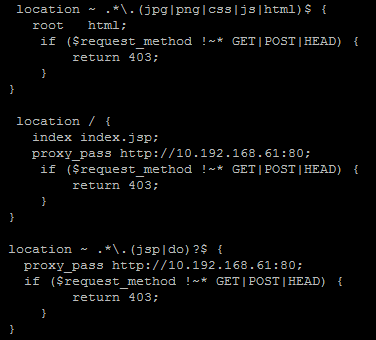 location ~ .*\.(jpg|png|css|js|html)$ {
root html;
if ($request_method !~* GET|POST|HEAD) {
return 403;
}
}
location / {
index index.jsp;
proxy_pass http://10.192.168.61:80;
if ($request_method !~* GET|POST|HEAD) {
return 403;
}
}
location ~ .*\.(jsp|do)?$ {
proxy_pass http://10.192.168.61:80;
if ($request_method !~* GET|POST|HEAD) {
return 403;
}
}